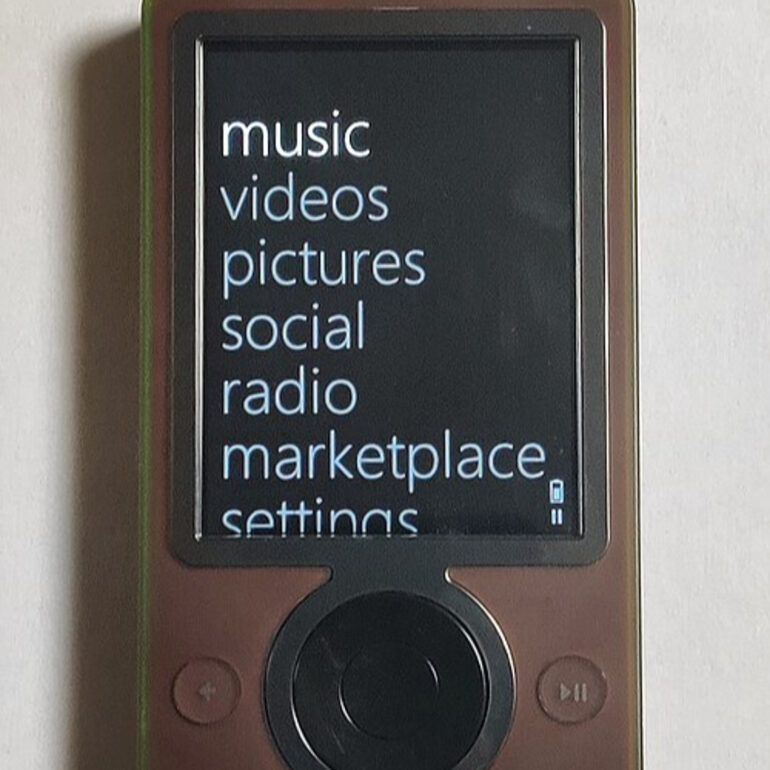 music
videos
pictures
social
radio
marketplace
settings